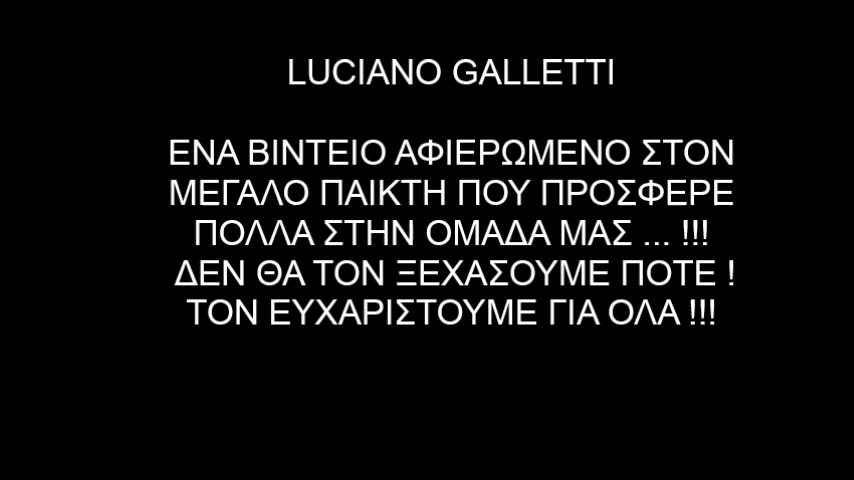 LUCIANO GALLETTI
ΕΝΑ ΒΙΝΤΕΙΟ ΑΦΙΕΡΩΜΕΝΟ ΣΤΟΝ
ΜΕΓΑΛΟ ΠΑΙΚΤΗ ΠΟΥ ΠΡΟΣΦΕΡΕ
ΠΟΛΛΑ ΣΤΗΝ ΟΜΑΔΑ ΜΑΣ ... !!!
ΔΕΝ ΘΑ ΤΟΝ ΞΕΧΑΣΟΥΜΕ ΠΟΤΕ !
ΤΟΝ ΕΥΧΑΡΙΣΤΟΥΜΕ ΓΙΑ ΟΛΑ !!!